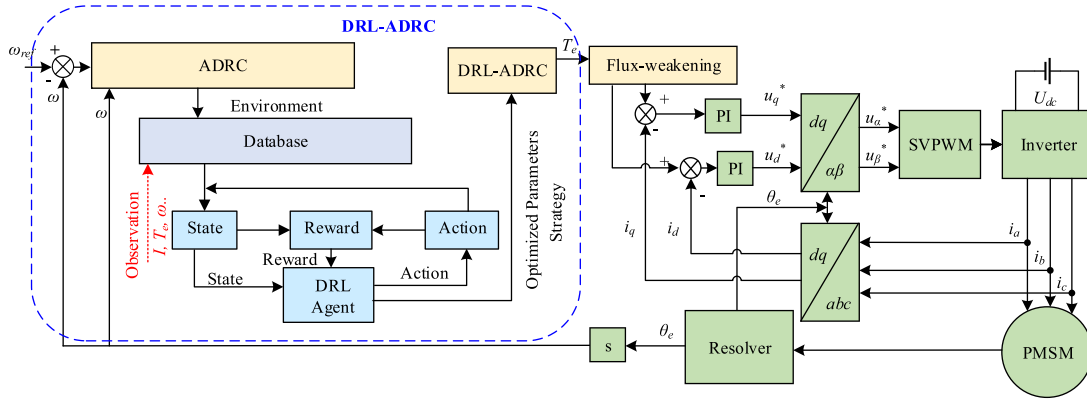 DRL-ADRC
ω_ref
+
-
ω
ω
ADRC
Environment
Database
Observation
I, T_e, ω..
State
Reward
Action
Reward
State
Action
DRL
Agent
DRL-ADRC
Optimized Parameters
Strategy
T_e
Flux-weakening
+
-
PI
u_q^*
+
-
PI
u_d^*
dq
αβ
u_α^*
u_β^*
SVPWM
U_dc
Inverter
θ_e
i_q
i_d
dq
abc
i_a
i_b
i_c
s
θ_e
Resolver
PMSM